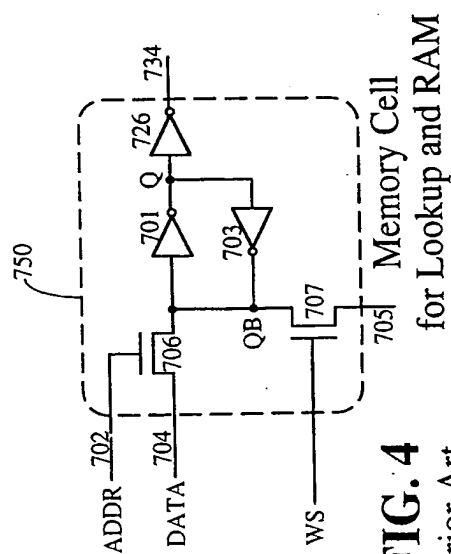 750
ADDR
702
DATA
704
706
701
Q
726
734
703
QB
707
WS
705
Memory Cell
for Lookup and RAM
FIG. 4